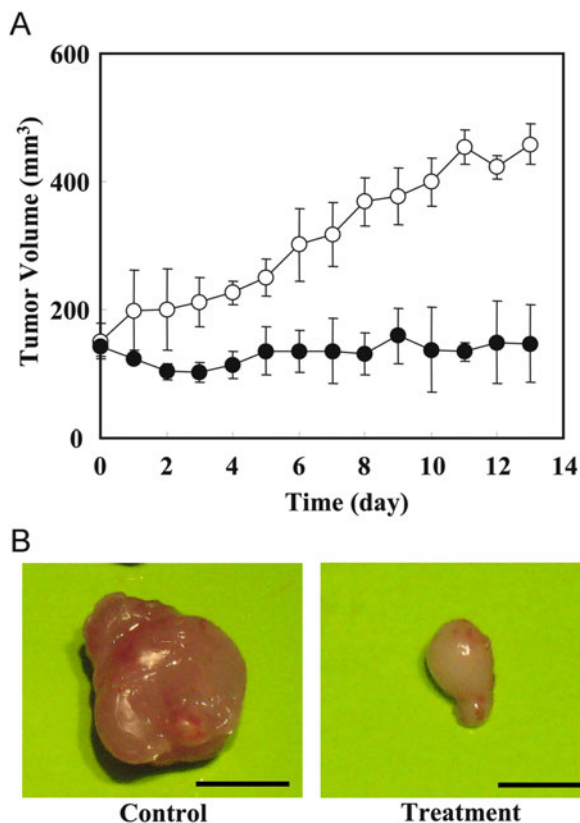 A
600
400
200
0
Tumor Volume (mm³)
0 2 4 6 8 10 12 14
Time (day)
B
Control Treatment